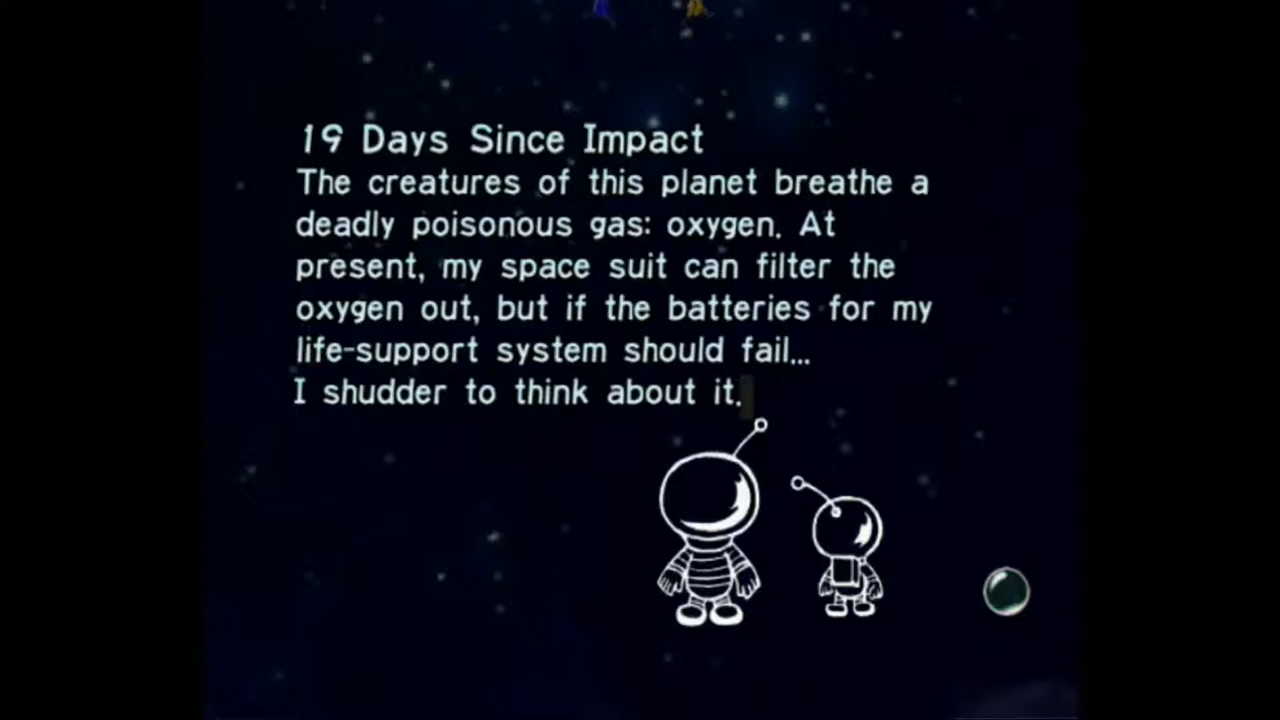 19 Days Since Impact
The creatures of this planet breathe a
deadly poisonous gas: oxygen. At
present, my space suit can filter the
oxygen out, but if the batteries for my
life-support system should fail...
I shudder to think about it.